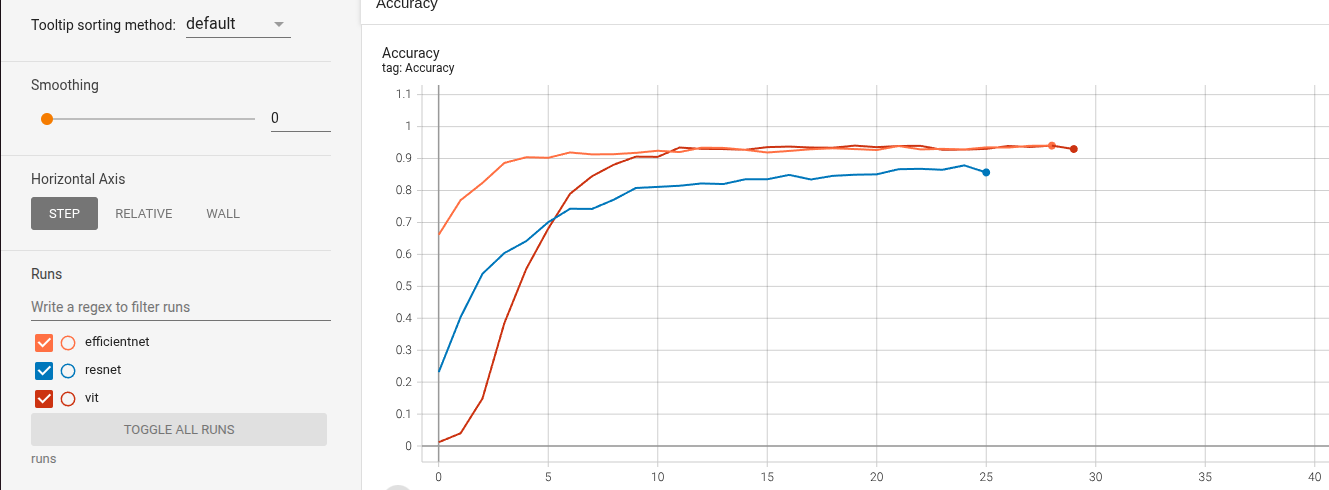 Accuracy
Tooltip sorting method: default
Smoothing
0
Horizontal Axis
STEP RELATIVE WALL
Runs
Write a regex to filter runs
efficientnet
resnet
vit
TOGGLE ALL RUNS
runs
Accuracy
tag: Accuracy
1.1
1
0.9
0.8
0.7
0.6
0.5
0.4
0.3
0.2
0.1
0
0 5 10 15 20 25 30 35 40